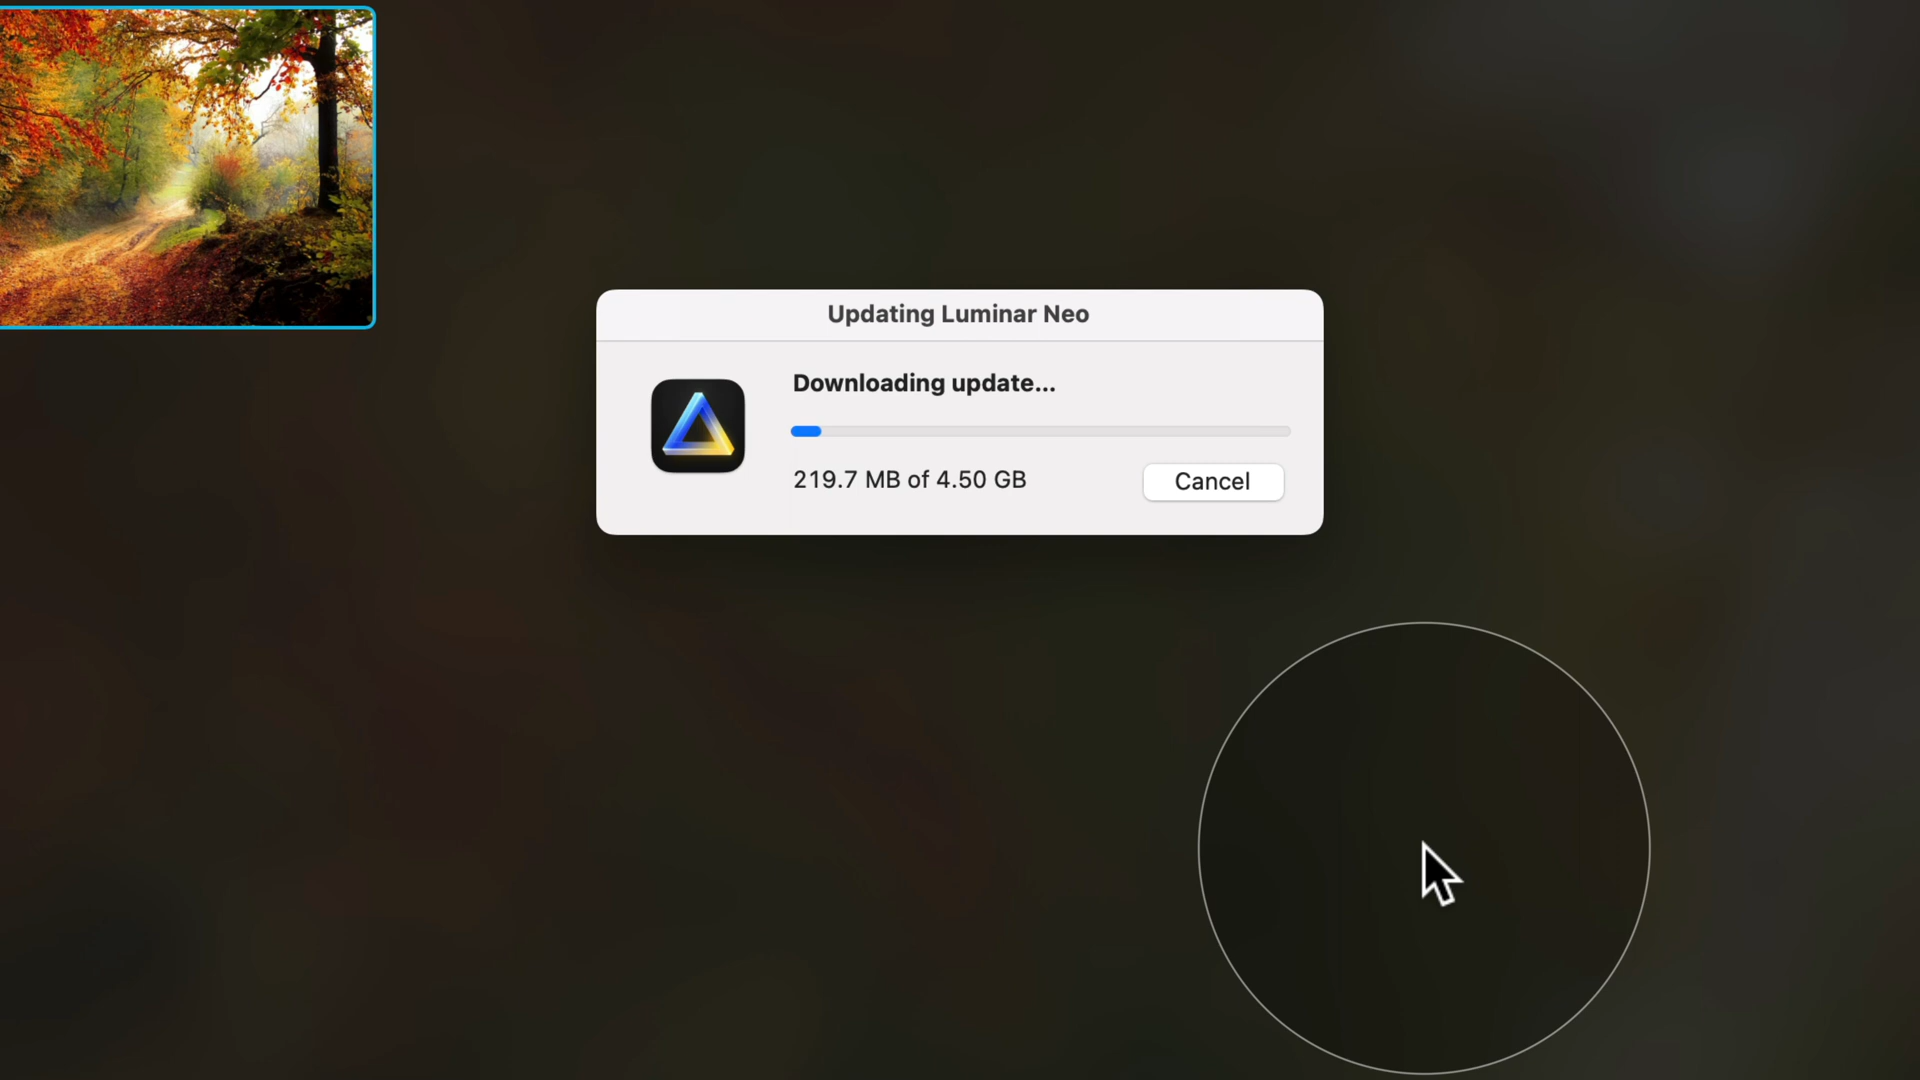 Updating Luminar Neo
Downloading update...
219.7 MB of 4.50 GB
Cancel